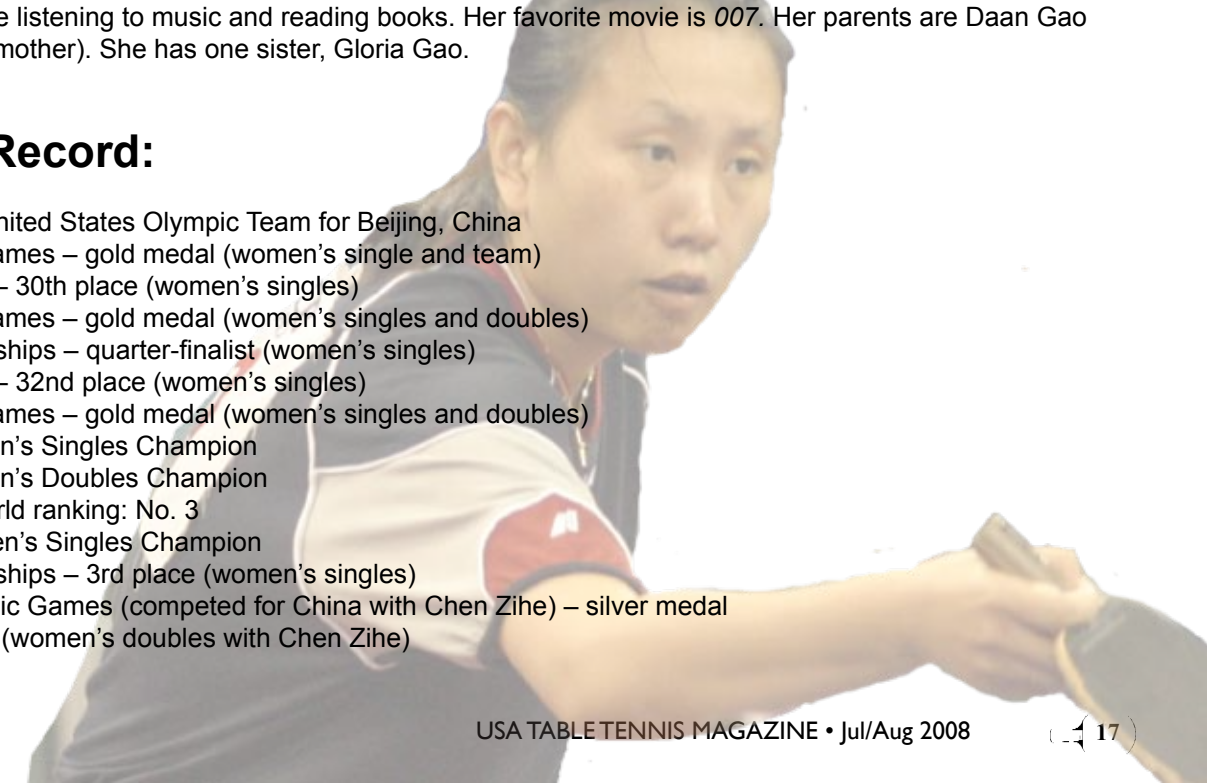 e listening to music and reading books. Her favorite movie is 007. Her parents are Daan Gao
mother). She has one sister, Gloria Gao.
Record:
nited States Olympic Team for Beijing, China
ames – gold medal (women's single and team)
– 30th place (women's singles)
ames – gold medal (women's singles and doubles)
ships – quarter-finalist (women's singles)
– 32nd place (women's singles)
ames – gold medal (women's singles and doubles)
n's Singles Champion
n's Doubles Champion
rld ranking: No. 3
en's Singles Champion
ships – 3rd place (women's singles)
ic Games (competed for China with Chen Zihe) – silver medal
(women's doubles with Chen Zihe)
USA TABLE TENNIS MAGAZINE • Jul/Aug 2008 17